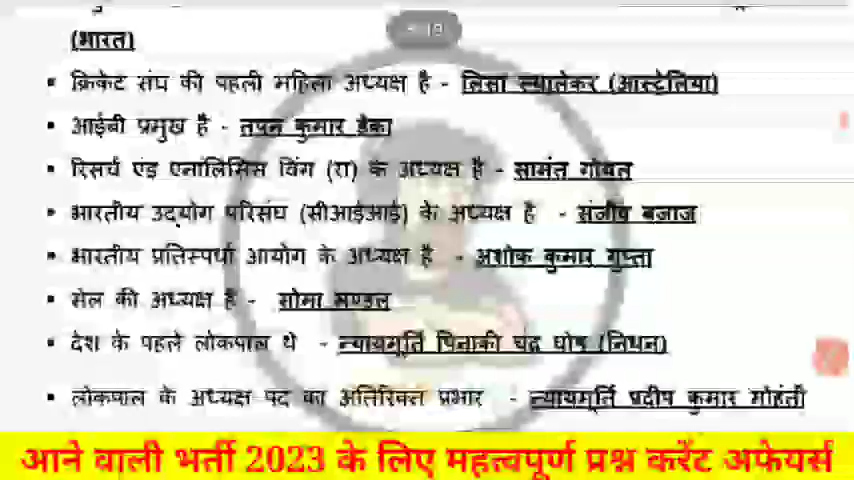 (भारत)
▪ क्रिकेट संघ की पहली महिला अध्यक्ष है - लिसा स्थालेकर (आस्ट्रेलिया)
▪ आईबी प्रमुख है - तपन कुमार डेका
▪ रिसर्च एंड एनालिसिस विंग (रा) के अध्यक्ष है - सामंत गोयल
▪ भारतीय उद्योग परिसंघ (सीआईआई) के अध्यक्ष है - संजीव बजाज
▪ भारतीय प्रतिस्पर्धा आयोग के अध्यक्ष है - अशोक कुमार गुप्ता
▪ सेल की अध्यक्ष है - सोमा मण्डल
▪ देश के पहले लोकपाल थे - न्यायमूर्ति पिनाकी चंद्र घोष (निधन)
▪ लोकपाल के अध्यक्ष पद का अतिरिक्त प्रभार - न्यायमूर्ति प्रदीप कुमार मोहंती
आने वाली भर्ती 2023 के लिए महत्वपूर्ण प्रश्न करेंट अफेयर्स